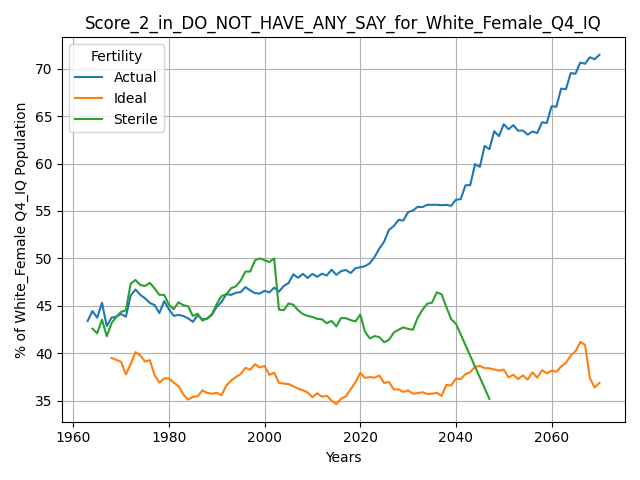 Score_2_in_DO_NOT_HAVE_ANY_SAY_for_White_Female_Q4_IQ
Fertility
Actual
Ideal
Sterile
% of White_Female Q4_IQ Population
70
65
60
55
50
45
40
35
1960 1980 2000 2020 2040 2060
Years